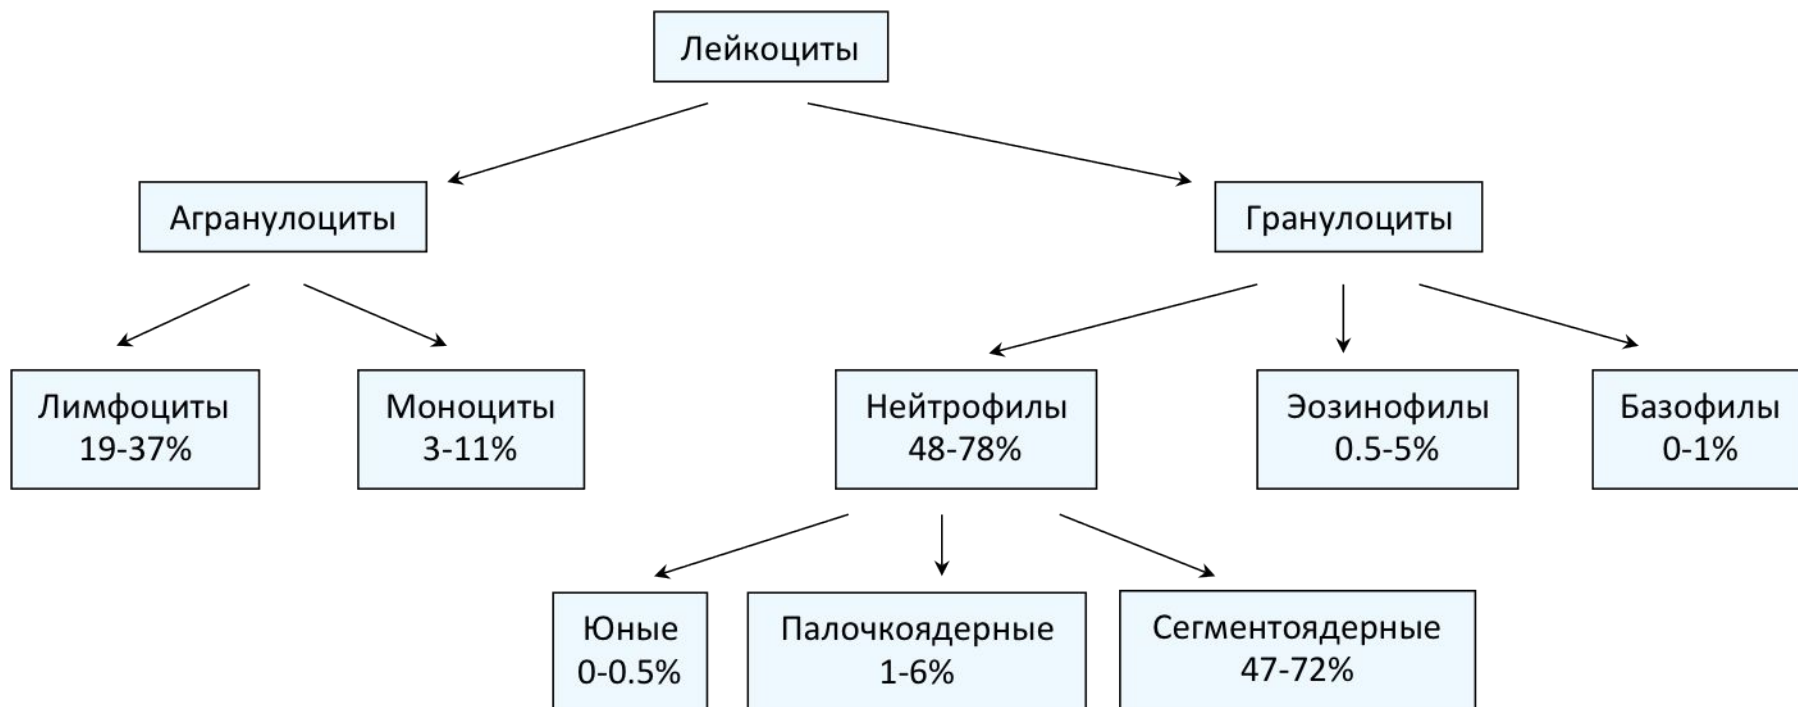 Лейкоциты
Агранулоциты
Гранулоциты
Лимфоциты
19-37%
Моноциты
3-11%
Нейтрофилы
48-78%
Эозинофилы
0.5-5%
Базофилы
0-1%
Юные
0-0.5%
Палочкоядерные
1-6%
Сегментоядерные
47-72%